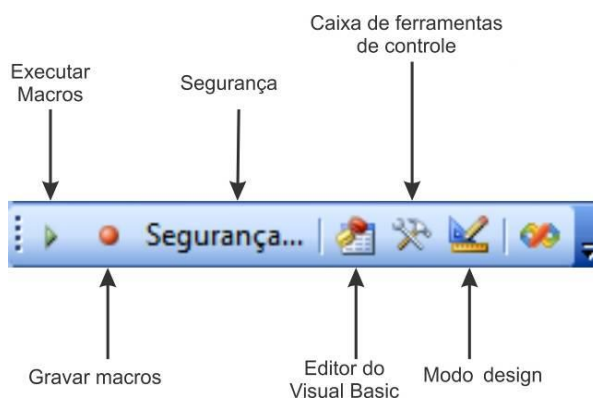 Caixa de ferramentas
de controle
Executar
Macros
Segurança
Segurança...
Gravar macros
Editor do
Visual Basic
Modo design